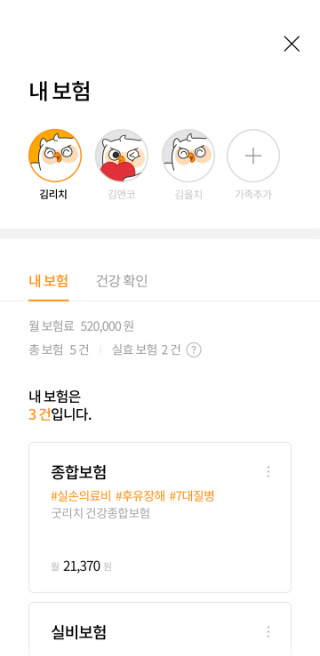 내 보험
김리치 김앤코 김올치 가족추가
내 보험 건강 확인
월 보험료 520,000 원
총 보험 5 건 실효 보험 2 건 ?
내 보험은
3 건입니다.
종합보험
#실손의료비 #후유장해 #7대질병
굿리치 건강종합보험
월 21,370 원
실비보험